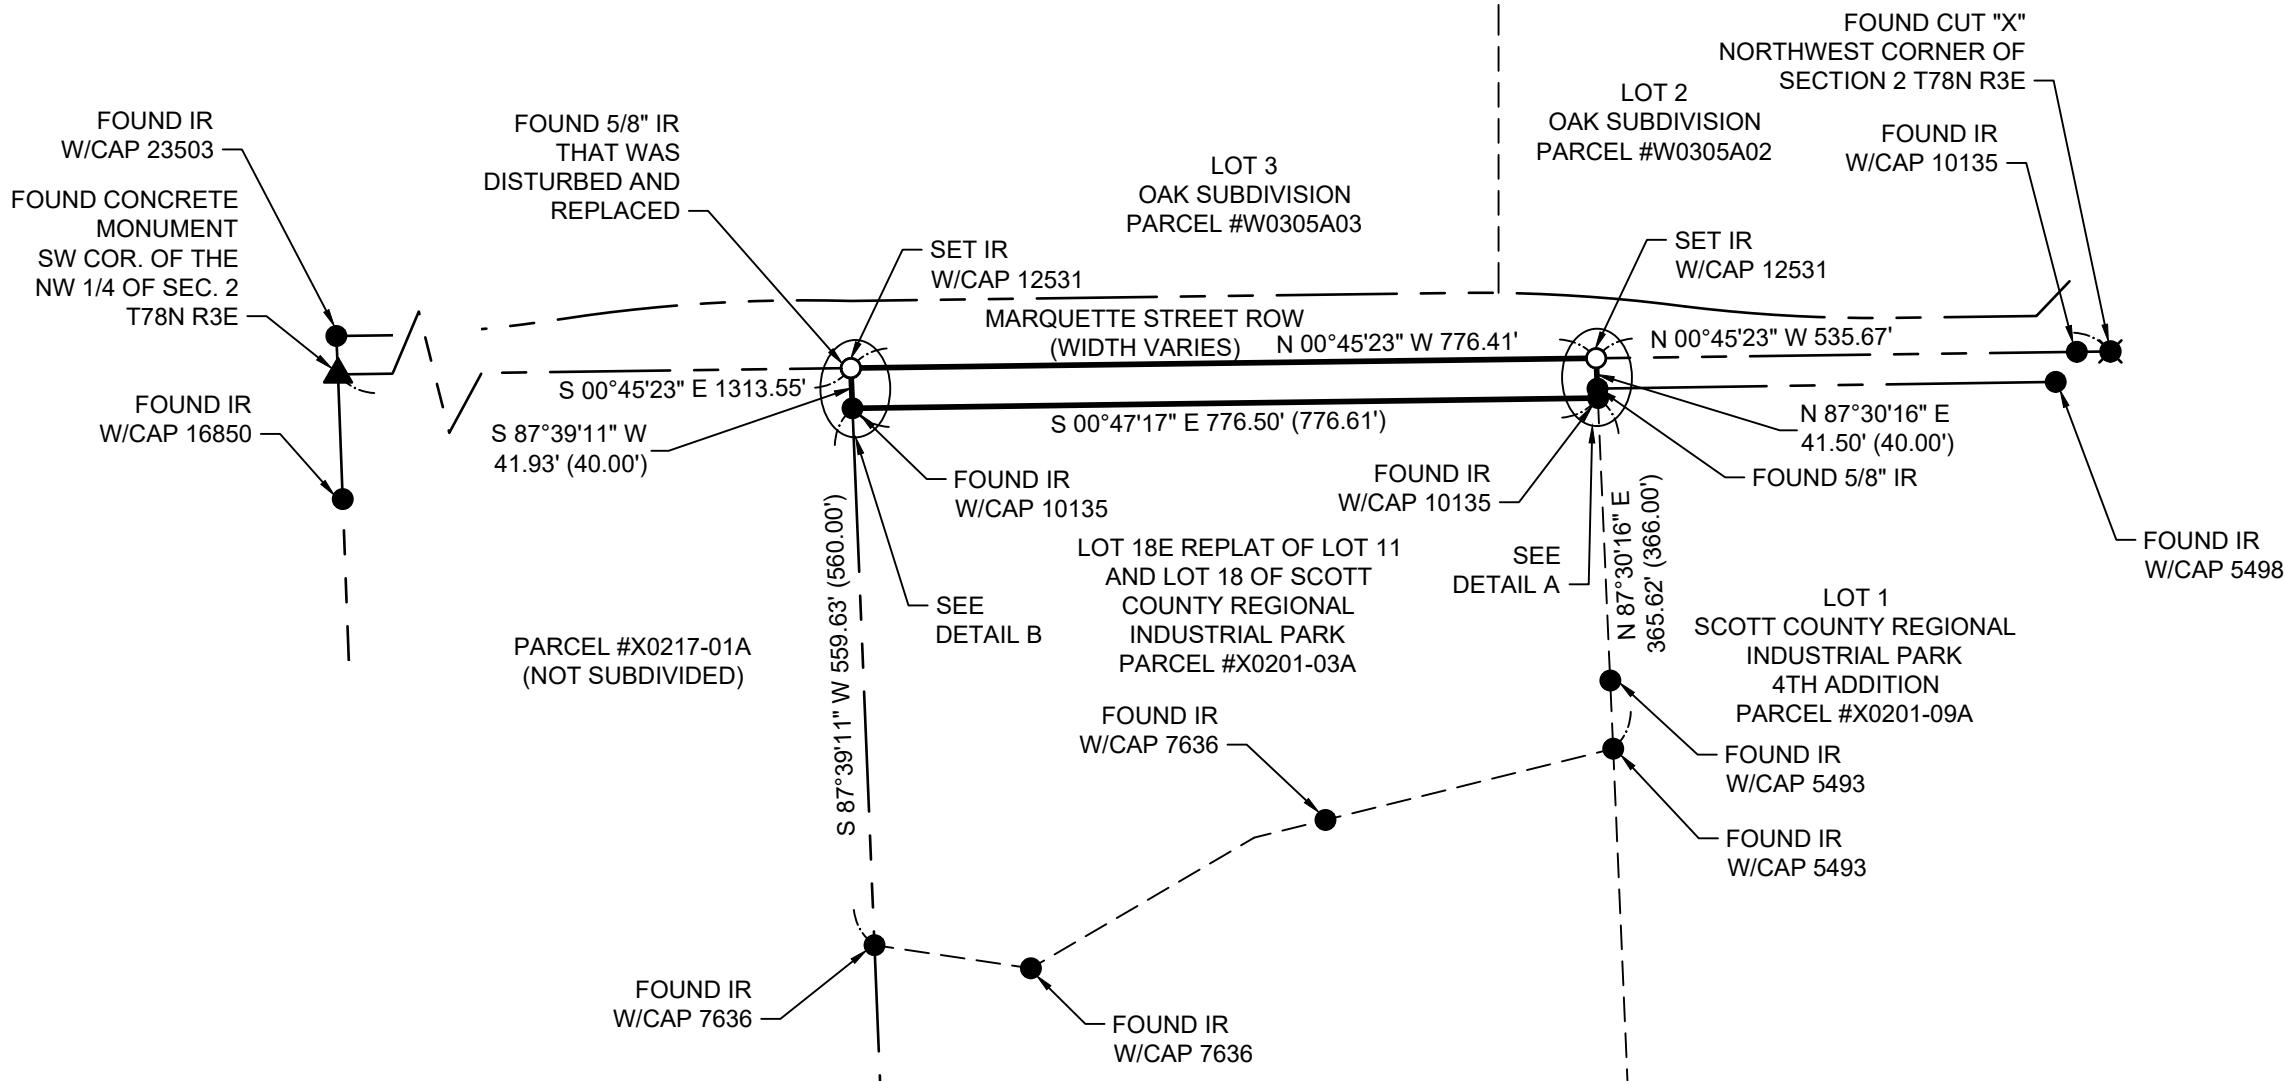 FOUND CUT "X"
NORTHWEST CORNER OF
SECTION 2 T78N R3E
FOUND IR
W/CAP 23503
FOUND 5/8" IR
THAT WAS
DISTURBED AND
REPLACED
LOT 3
OAK SUBDIVISION
PARCEL #W0305A03
LOT 2
OAK SUBDIVISION
PARCEL #W0305A02
FOUND IR
W/CAP 10135
FOUND CONCRETE
MONUMENT
SW COR. OF THE
NW 1/4 OF SEC. 2
T78N R3E
SET IR
W/CAP 12531
SET IR
W/CAP 12531
MARQUETTE STREET ROW
(WIDTH VARIES)
N 00°45'23" W 776.41'
N 00°45'23" W 535.67'
S 00°45'23" E 1313.55'
S 00°47'17" E 776.50' (776.61')
FOUND IR
W/CAP 16850
S 87°39'11" W
41.93' (40.00')
N 87°30'16" E
41.50' (40.00')
FOUND IR
W/CAP 10135
FOUND IR
W/CAP 10135
FOUND 5/8" IR
S 87°39'11" W 559.63' (560.00')
N 87°30'16" E
365.62' (366.00')
SEE
DETAIL B
LOT 18E REPLAT OF LOT 11
AND LOT 18 OF SCOTT
COUNTY REGIONAL
INDUSTRIAL PARK
PARCEL #X0201-03A
SEE
DETAIL A
FOUND IR
W/CAP 5498
PARCEL #X0217-01A
(NOT SUBDIVIDED)
LOT 1
SCOTT COUNTY REGIONAL
INDUSTRIAL PARK
4TH ADDITION
PARCEL #X0201-09A
FOUND IR
W/CAP 7636
FOUND IR
W/CAP 5493
FOUND IR
W/CAP 5493
FOUND IR
W/CAP 7636
FOUND IR
W/CAP 7636